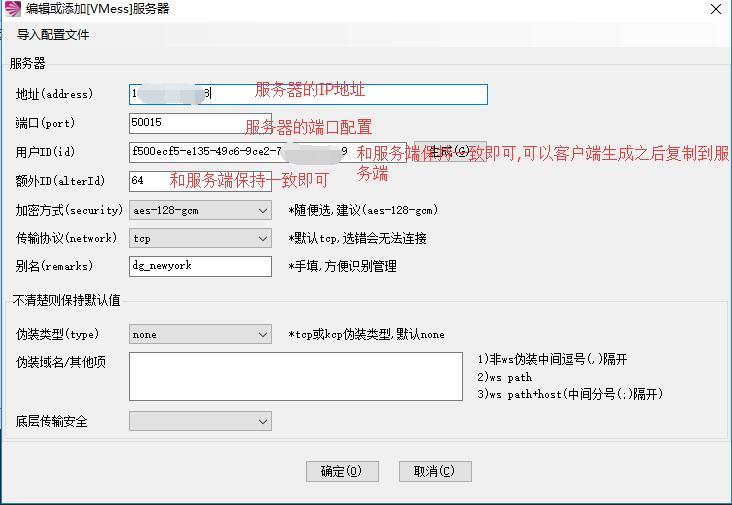 编辑或添加[VMess]服务器
导入配置文件
服务器
地址(address)
1 8
服务器的IP地址
端口(port)
50015
服务器的端口配置
用户ID(id)
f500ecf5-e135-49c6-9ce2-7 9
生成(G)
和服务端保持一致即可,可以客户端生成之后复制到服
务端
额外ID(alterId)
64
和服务端保持一致即可
加密方式(security)
aes-128-gcm
*随便选,建议(aes-128-gcm)
传输协议(network)
tcp
*默认tcp,选错会无法连接
别名(remarks)
dg_newyork
*手填,方便识别管理
不清楚则保持默认值
伪装类型(type)
none
*tcp或kcp伪装类型,默认none
伪装域名/其他项
1)非ws伪装中间逗号(,)隔开
2)ws path
3)ws path+host(中间分号(;)隔开)
底层传输安全
确定(O)
取消(C)